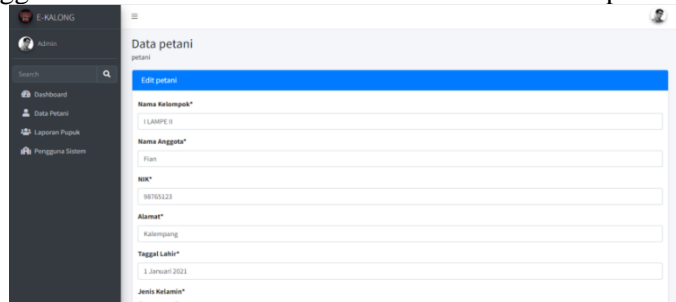 E-KALONG
Admin
Search
Dashboard
Data Petani
Laporan Pupuk
Pengguna Sistem
Data petani
petani
Edit petani
Nama Kelompok*
I LAMPE II
Nama Anggota*
Fian
NIK*
98765123
Alamat*
Kalempang
Taggal Lahir*
1 Januari 2021
Jenis Kelamin*